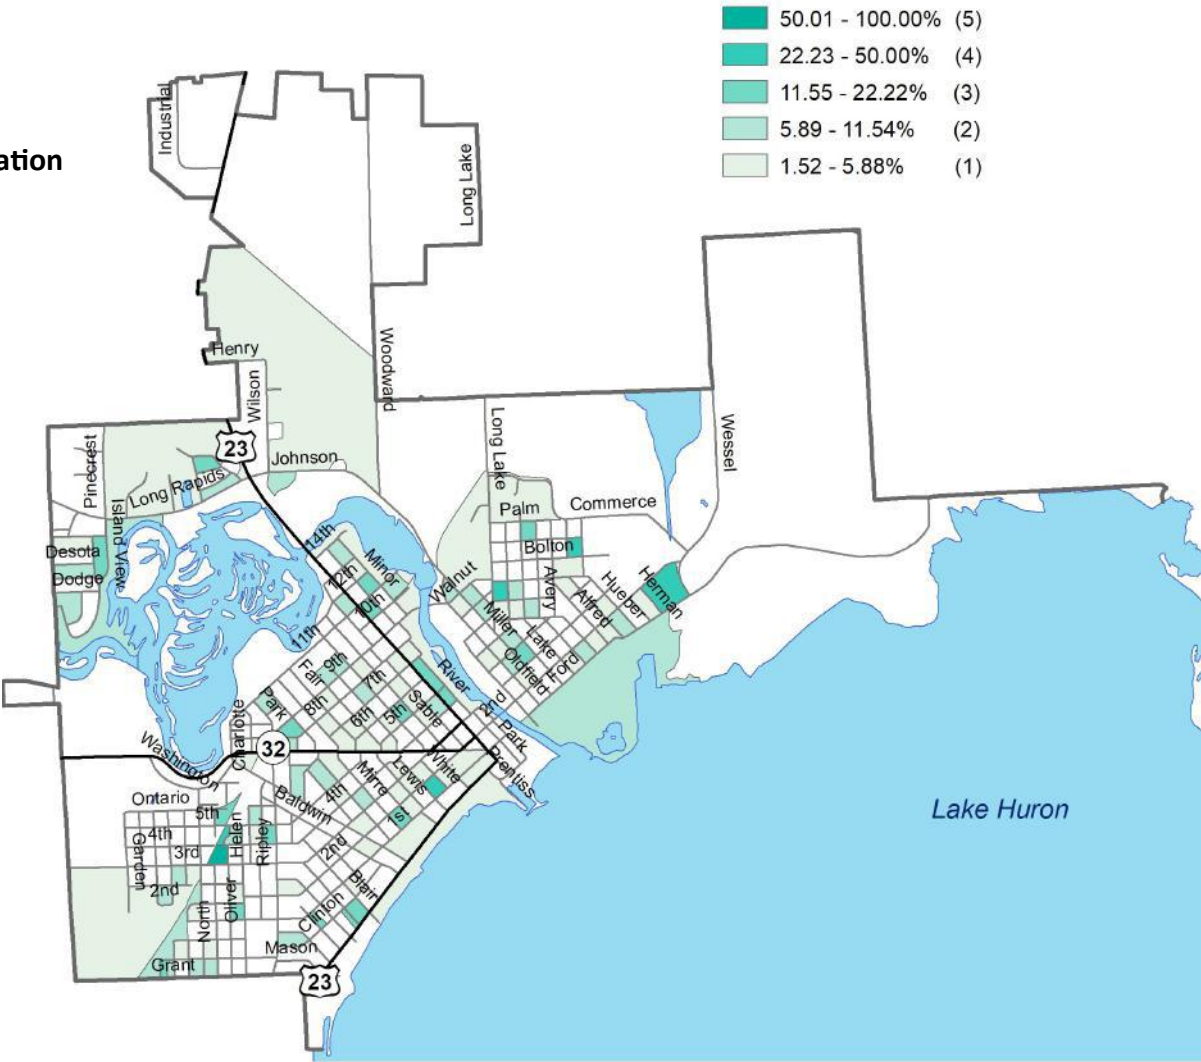 50.01 - 100.00% (5)
22.23 - 50.00% (4)
11.55 - 22.22% (3)
5.89 - 11.54% (2)
1.52 - 5.88% (1)
ation
Industrial
Long Lake
Henry
Woodward
Wilson
Long Lake
Wessel
Pinecrest
23
Johnson
Long Rapids
Island View
Palm
Commerce
14th
Desota
Bolton
Minor
Dodge
12th
Walnut
Avery
Hueber
Herman
10th
Alfred
Miller
11th
Lake
9th
Fair
Oldfield
Ford
7th
River
Park
8th
Sable
2nd
6th
5th
Charlotte
Park
32
Washington
White
Prentiss
Lewis
Mirre
4th
Baldwin
Ontario
5th
Lake Huron
1st
Helen
4th
Ripley
Garden
3rd
2nd
2nd
Blair
Oliver
Clinton
North
Mason
Grant
23